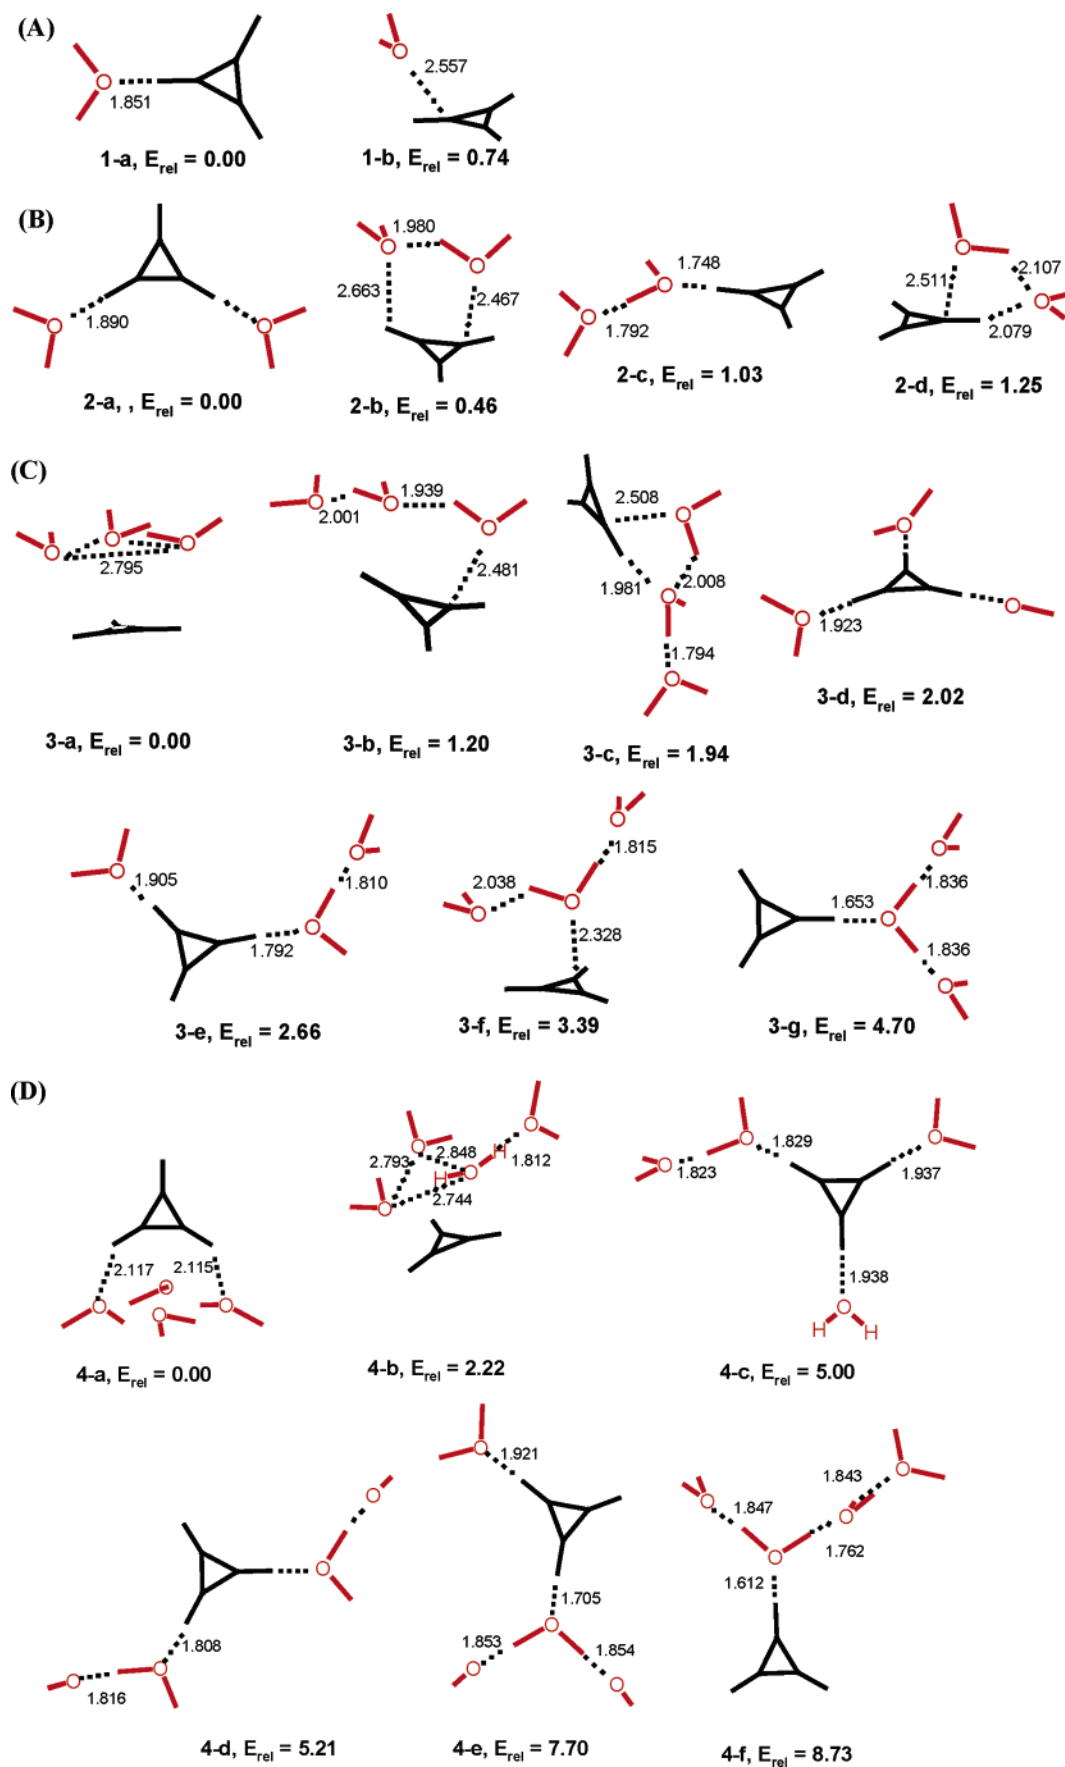 (A)
O 1.851
O 2.557
1-a, Erel = 0.00
1-b, Erel = 0.74
(B)
O 1.890 O
2-a, , Erel = 0.00
O 1.980 O
2.663 2.467
2-b, Erel = 0.46
1.748
O O
1.792
2-c, Erel = 1.03
O
2.511 2.107
O
2.079
2-d, Erel = 1.25
(C)
O O O
2.795
3-a, Erel = 0.00
O 2.001 O 1.939 O
2.481
3-b, Erel = 1.20
2.508 O
1.981 2.008
O
1.794
O
3-c, Erel = 1.94
O
O 1.923 O
3-d, Erel = 2.02
O
1.905
O
1.810
O
1.792
3-e, Erel = 2.66
O
1.815
2.038
O O
2.328
3-f, Erel = 3.39
O
1.836
1.653 O
1.836
O
3-g, Erel = 4.70
(D)
2.117 2.115
O O O O
4-a, Erel = 0.00
O
O 2.848 H 1.812
2.793 H O
2.744
O
4-b, Erel = 2.22
O 1.829 O
O 1.823 1.937
1.938
O
H H
4-c, Erel = 5.00
O
O
1.808
O O
1.816
4-d, Erel = 5.21
O 1.921
1.705
O
1.853 1.854
O O
4-e, Erel = 7.70
O
1.843
O 1.847 O
1.762
O
1.612
4-f, Erel = 8.73